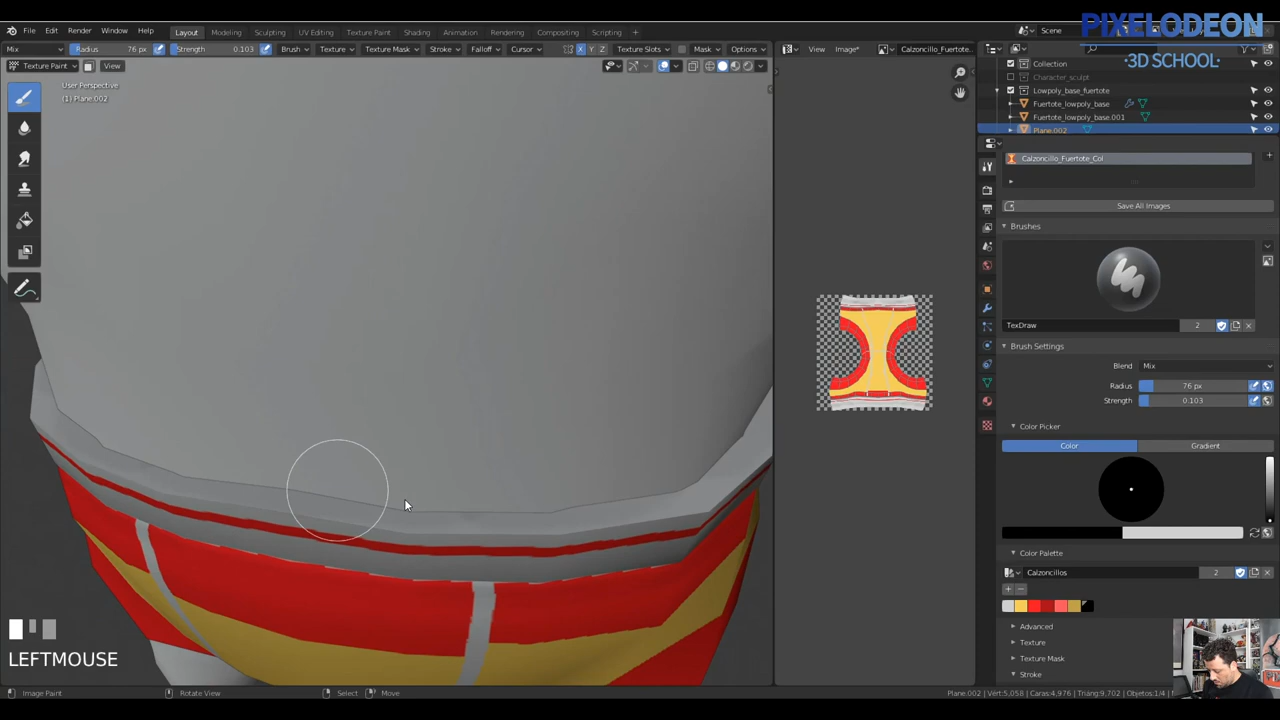 PIXELODEON
·3D SCHOOL·
File Edit Render Window Help Layout Modeling Sculpting UV Editing Texture Paint Shading Animation Rendering Compositing Scripting
Scene
Mix Radius 76 px Strength 0.103 Brush Texture Texture Mask Stroke Falloff Cursor X Y Z Texture Slots Mask Options
View Image* Calzoncillo_Fuertote..
Texture Paint View
User Perspective
(1) Plane.002
Collection
Character_sculpt
Lowpoly_base_fuertote
Fuertote_lowpoly_base
Fuertote_lowpoly_base.001
Plane.002
Calzoncillo_Fuertote_Col
Save All Images
Brushes
TexDraw 2
Brush Settings
Blend Mix
Radius 76 px
Strength 0.103
Color Picker
Color Gradient
Color Palette
Calzoncillos 2
Advanced
Texture
Texture Mask
Stroke
LEFTMOUSE
Image Paint Rotate View Select Move Plane.002 | Vert:5,058 | Caras:4,976 | Triáng:9,702 | Objetos:1/4 |